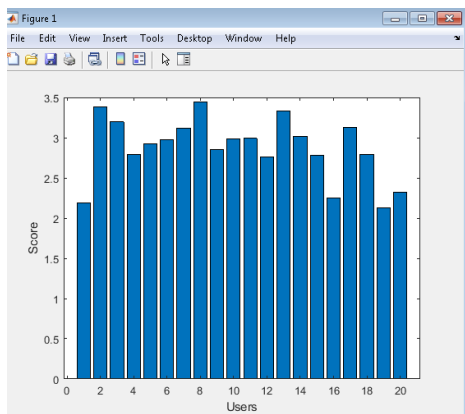 Figure 1
File Edit View Insert Tools Desktop Window Help
3.5
3
2.5
2
1.5
1
0.5
0
Score
0 2 4 6 8 10 12 14 16 18 20
Users